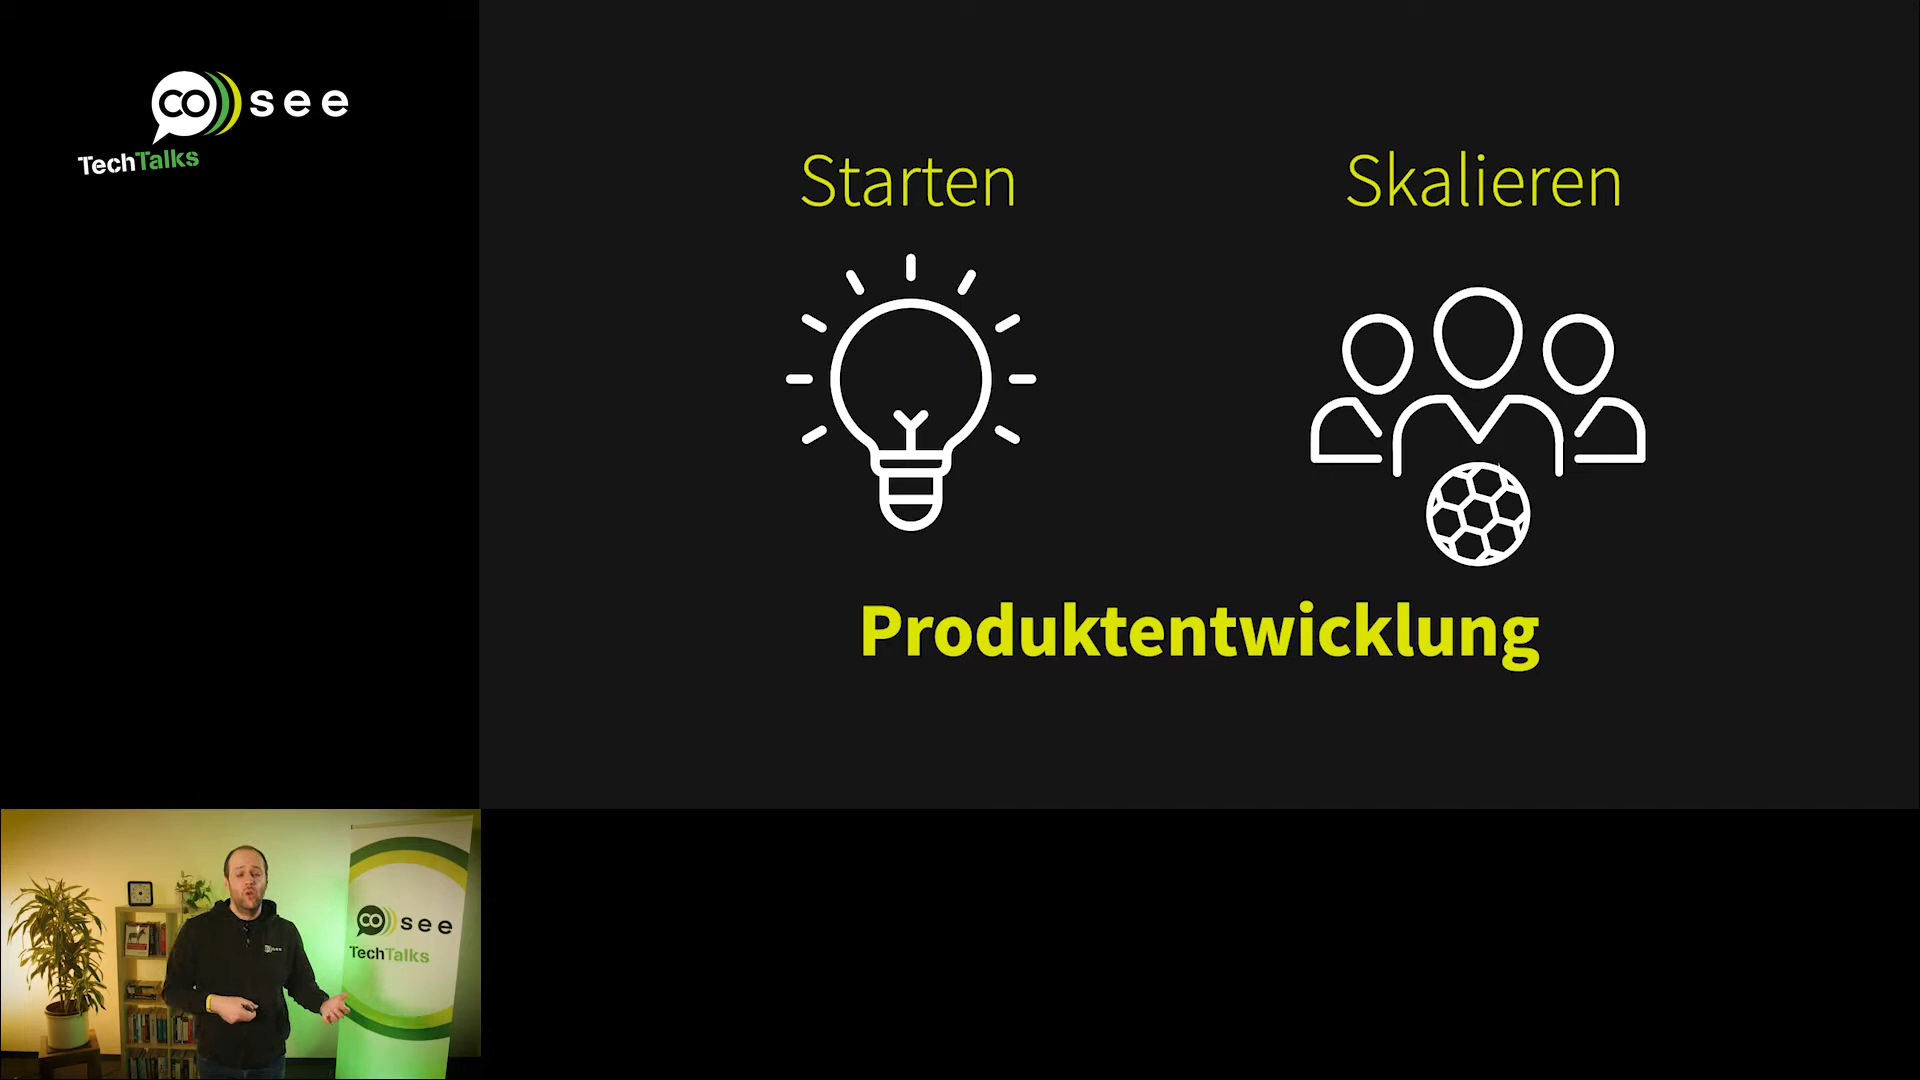 co see
TechTalks
Starten
Skalieren
Produktentwicklung
co see
TechTalks